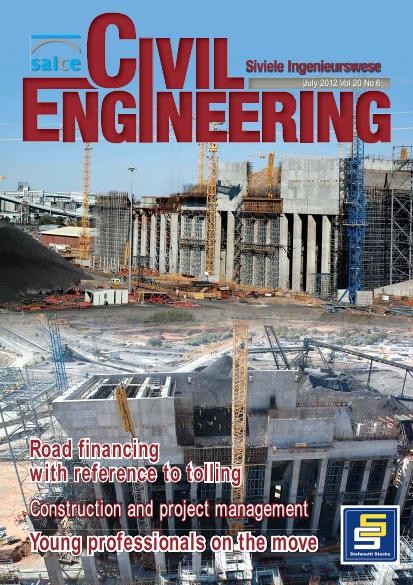 saice
CIVIL
Siviele Ingenieurswese
July 2012 Vol 20 No 6
ENGINEERING
Road financing
with reference to tolling
Construction and project management
Young professionals on the move
Stefanutti Stocks